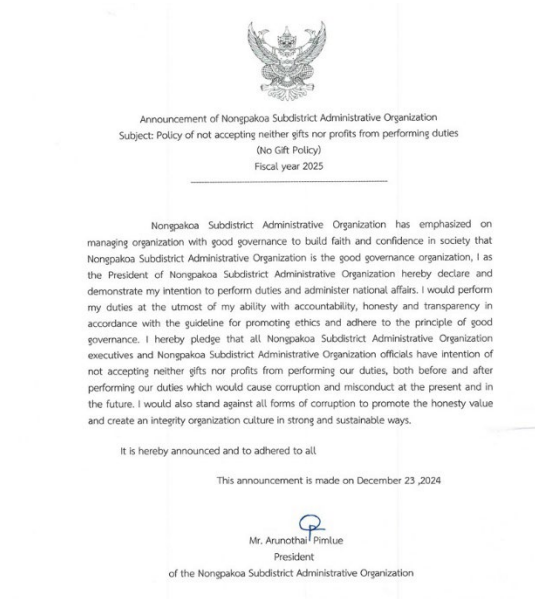 Announcement of Nongpakoa Subdistrict Administrative Organization
Subject: Policy of not accepting neither gifts nor profits from performing duties
(No Gift Policy)
Fiscal year 2025
Nongpakoa Subdistrict Administrative Organization has emphasized on
managing organization with good governance to build faith and confidence in society that
Nongpakoa Subdistrict Administrative Organization is the good governance organization, I as
the President of Nongpakoa Subdistrict Administrative Organization hereby declare and
demonstrate my intention to perform duties and administer national affairs. I would perform
my duties at the utmost of my ability with accountability, honesty and transparency in
accordance with the guideline for promoting ethics and adhere to the principle of good
governance. I hereby pledge that all Nongpakoa Subdistrict Administrative Organization
executives and Nongpakoa Subdistrict Administrative Organization officials have intention of
not accepting neither gifts nor profits from performing our duties, both before and after
performing our duties which would cause corruption and misconduct at the present and in
the future. I would also stand against all forms of corruption to promote the honesty value
and create an integrity organization culture in strong and sustainable ways.
It is hereby announced and to adhered to all
This announcement is made on December 23 ,2024
Mr. Arunothai Pimlue
President
of the Nongpakoa Subdistrict Administrative Organization